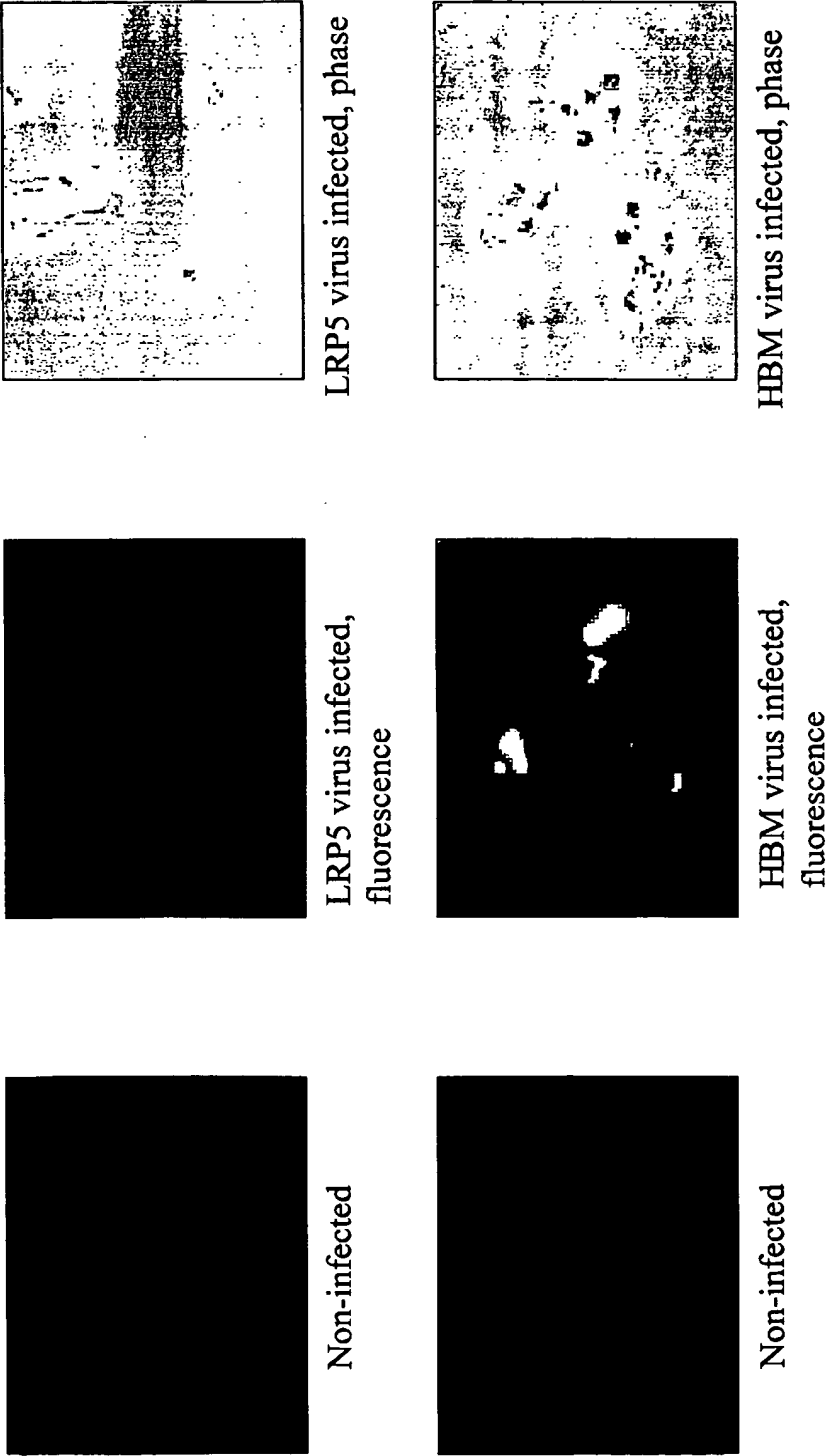 Non-infected
LRP5 virus infected,
fluorescence
LRP5 virus infected, phase
Non-infected
HBM virus infected,
fluorescence
HBM virus infected, phase